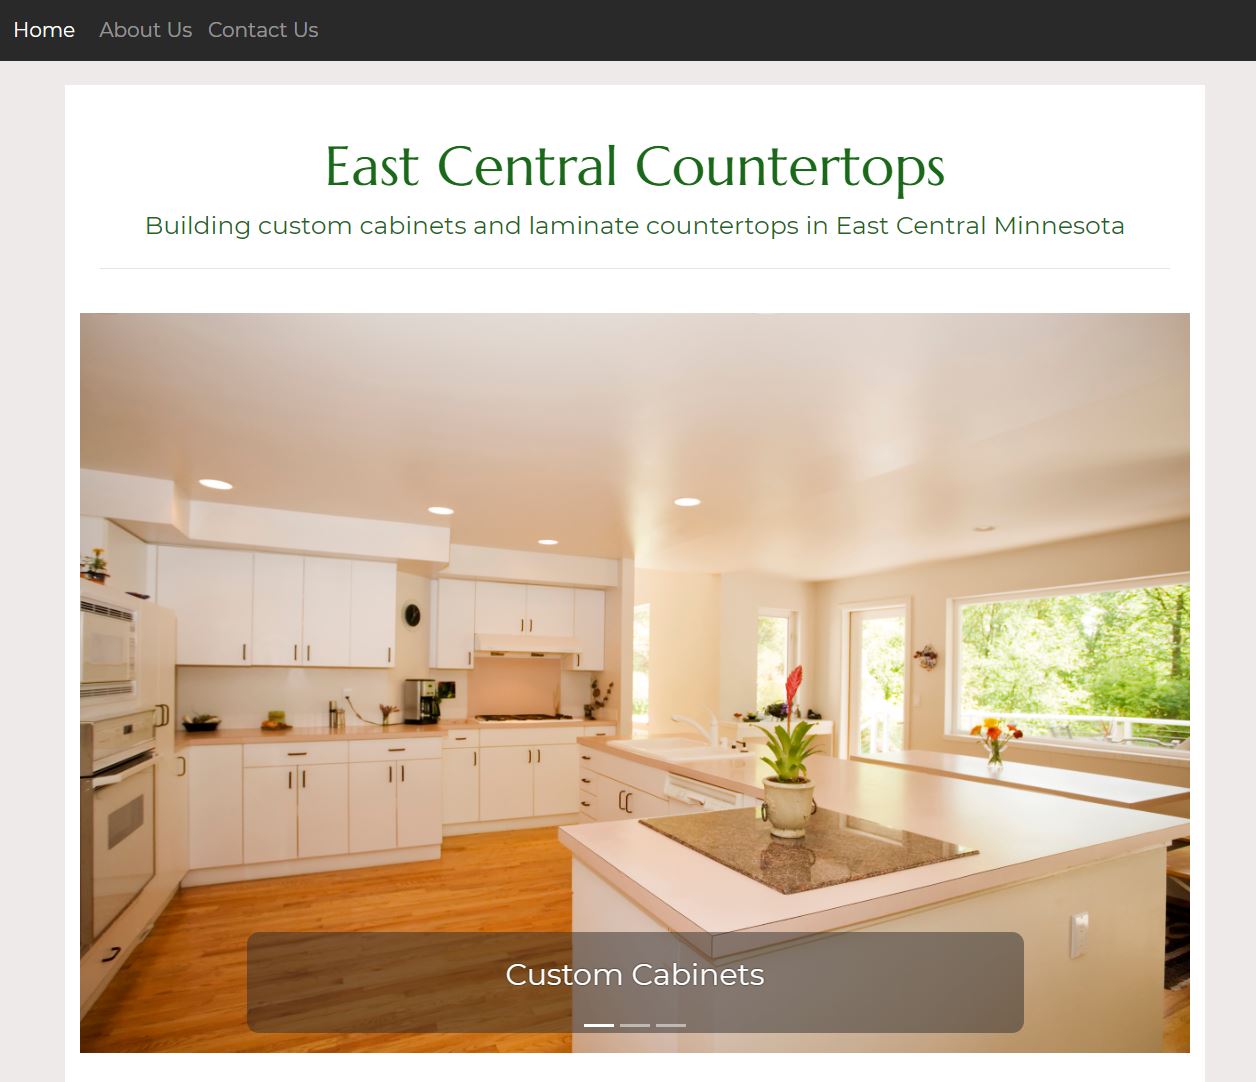 Home About Us Contact Us
East Central Countertops
Building custom cabinets and laminate countertops in East Central Minnesota
Custom Cabinets